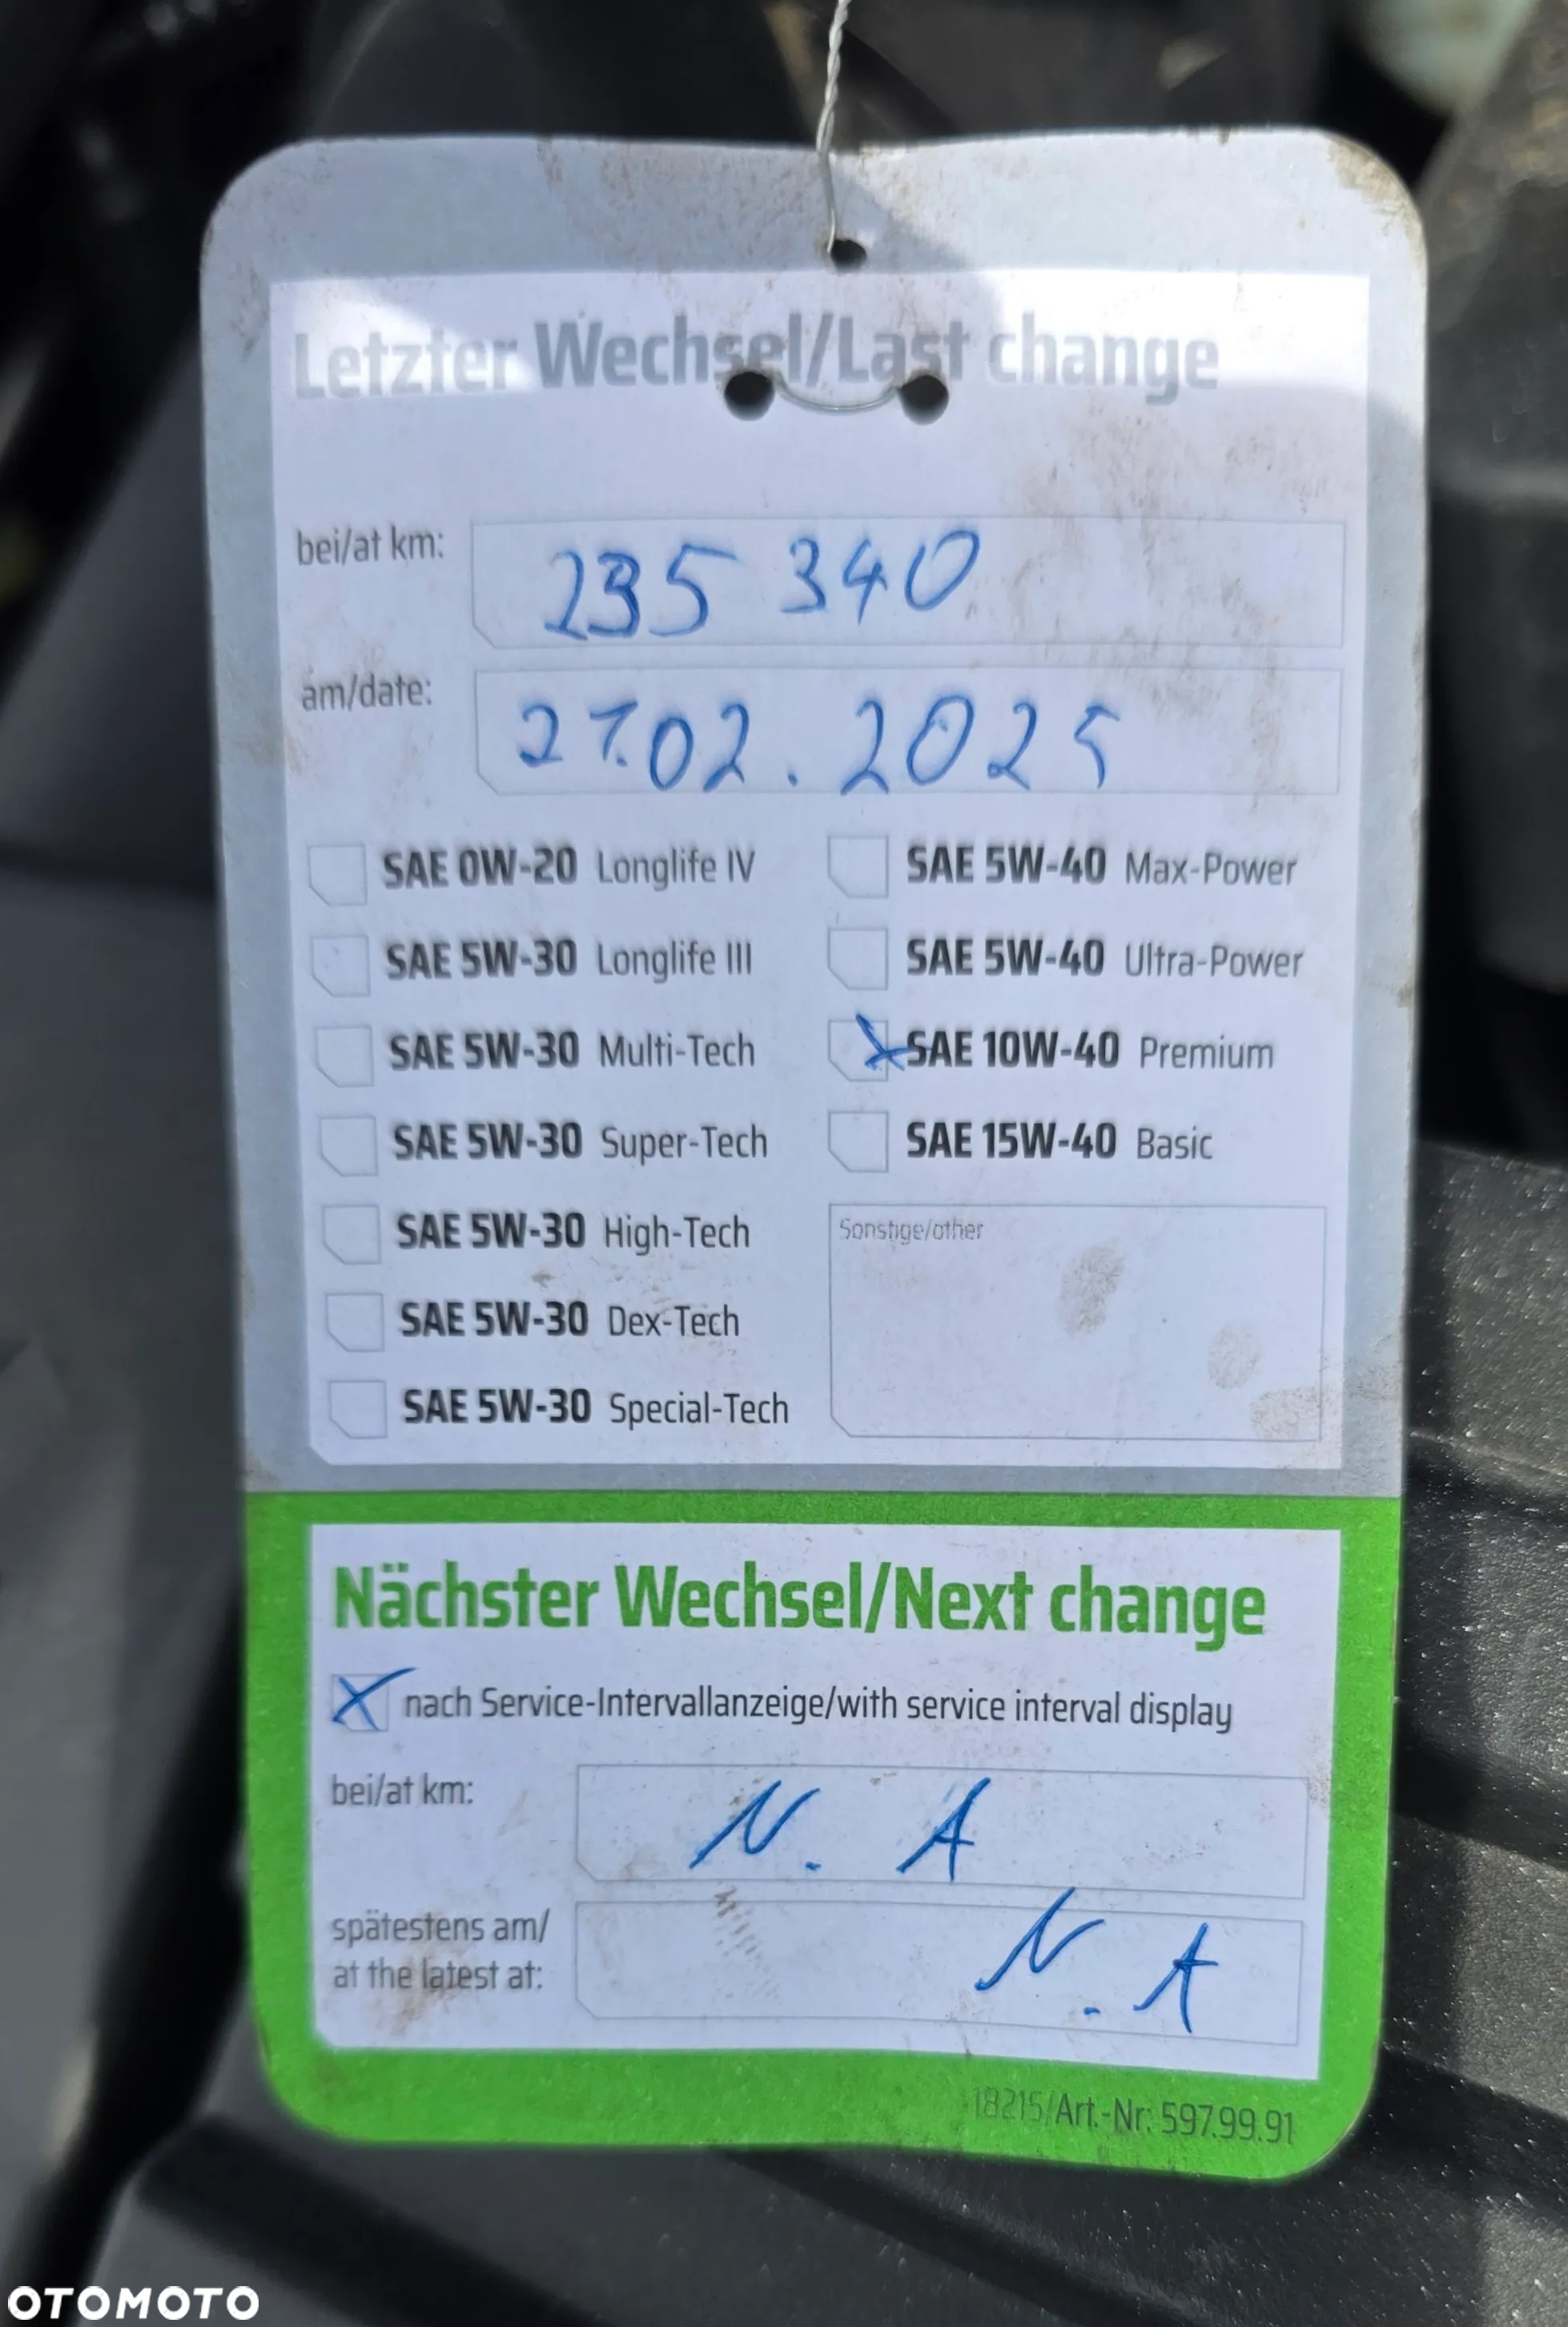 Letzter Wechsel/Last change
bei/at km: 235 340
am/date: 27.02.2025
SAE 0W-20 Longlife IV
SAE 5W-30 Longlife III
SAE 5W-30 Multi-Tech
SAE 5W-30 Super-Tech
SAE 5W-30 High-Tech
SAE 5W-30 Dex-Tech
SAE 5W-30 Special-Tech
SAE 5W-40 Max-Power
SAE 5W-40 Ultra-Power
X SAE 10W-40 Premium
SAE 15W-40 Basic
Sonstige/other
Nächster Wechsel/Next change
X nach Service-Intervallanzeige/with service interval display
bei/at km: N. A
spätestens am/
at the latest at: N. A
18215/Art.-Nr: 597.99.91
OTOMOTO